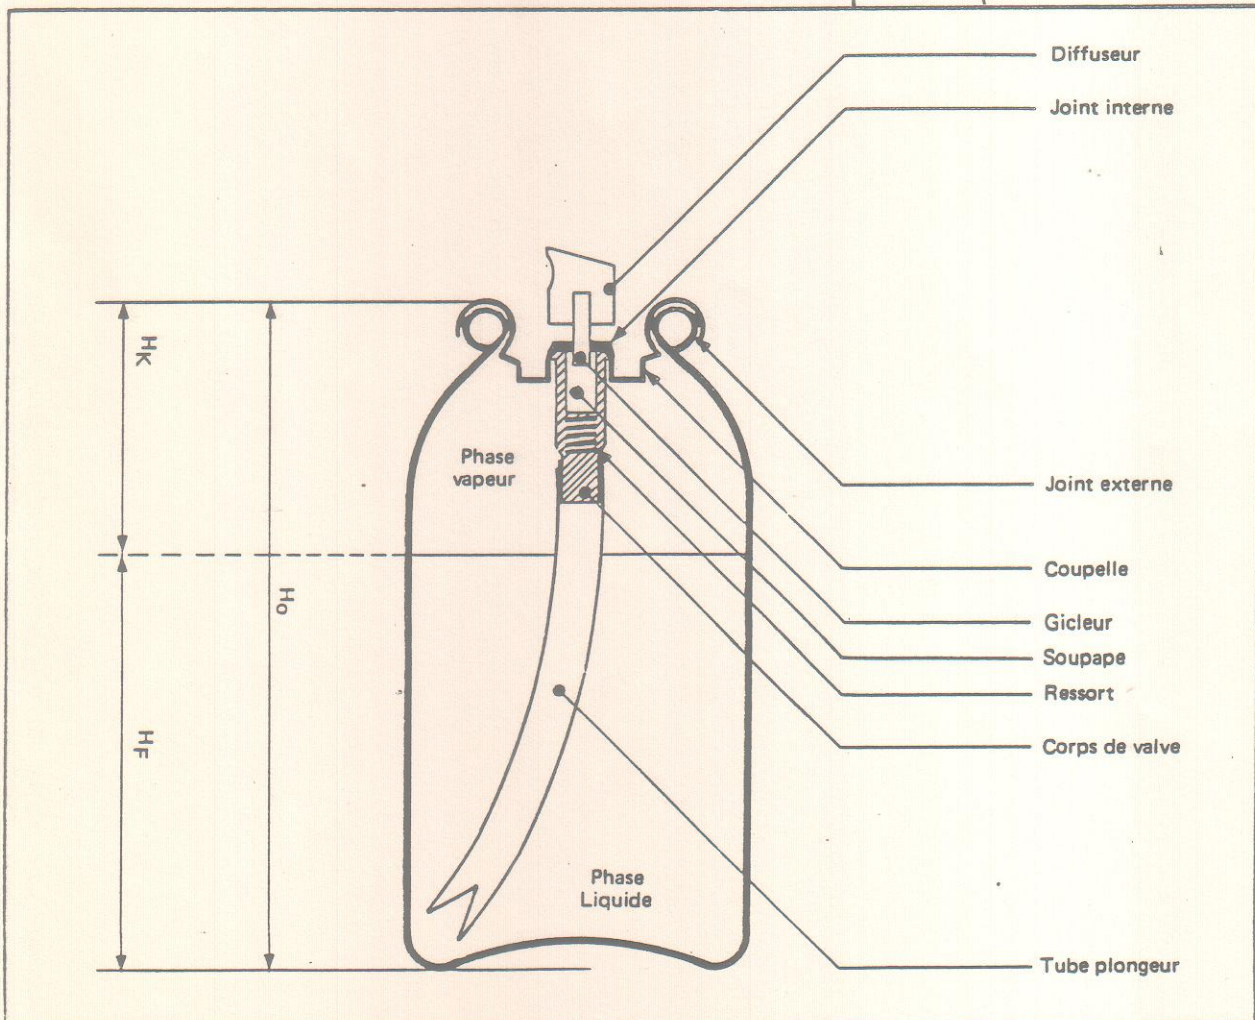 Diffuseur
Joint interne
HK
Phase
vapeur
Joint externe
Coupelle
HO
Gicleur
Soupape
Ressort
HF
Corps de valve
Phase
Liquide
Tube plongeur